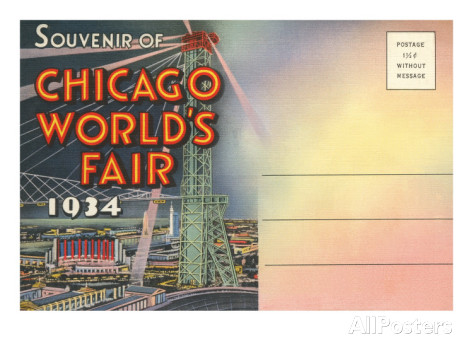 SOUVENIR OF
CHICAGO
WORLD'S
FAIR
1934
POSTAGE
1½¢
WITHOUT
MESSAGE
AllPosters